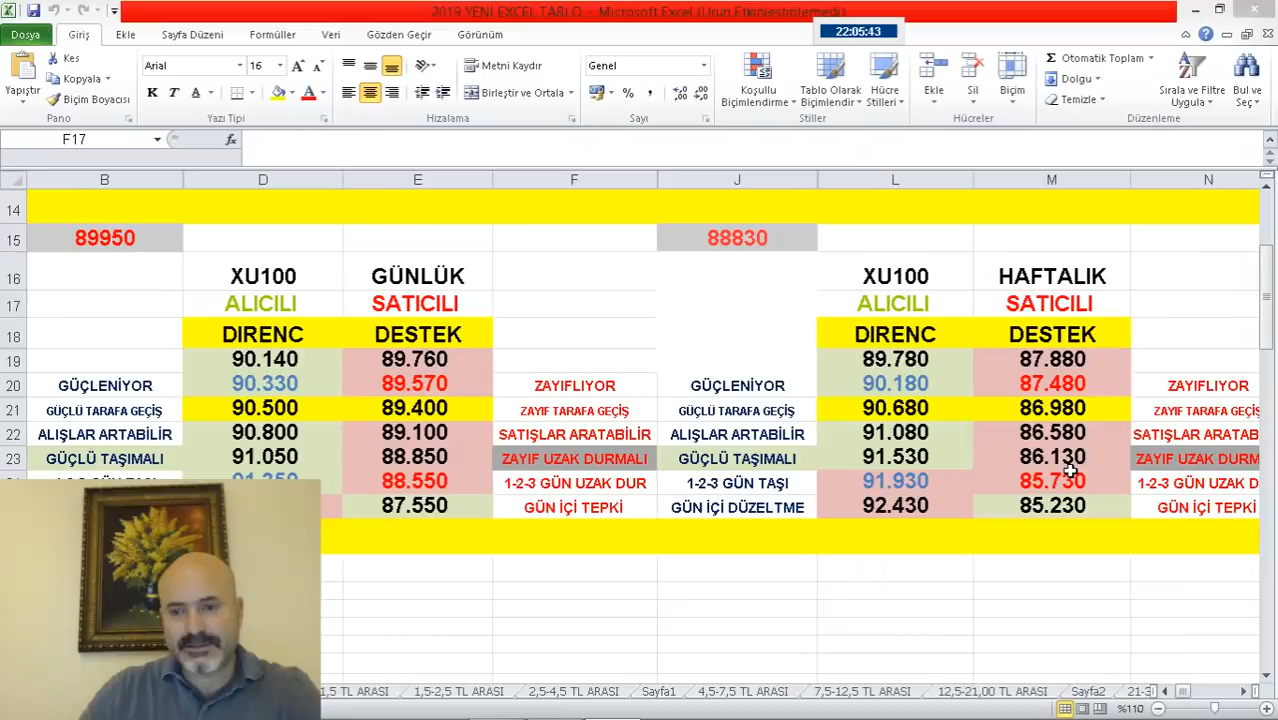 2019 YENİ EXCEL TABLO - Microsoft Excel (Ürün Etkinleştirilemedi)
22:05:43
Dosya Giriş Ekle Sayfa Düzeni Formüller Veri Gözden Geçir Görünüm
Yapıştır
Kes
Kopyala
Biçim Boyacısı
Pano
Arial 16
K T A
Yazı Tipi
Metni Kaydır
Birleştir ve Ortala
Hizalama
Genel
Sayı
Koşullu Biçimlendirme
Tablo Olarak Biçimlendir
Hücre Stilleri
Stiller
Ekle Sil Biçim
Hücreler
Otomatik Toplam
Dolgu
Temizle
Sırala ve Filtre Uygula
Bul ve Seç
Düzenleme
F17 fx
B D E F J L M N
14
15 89950 88830
16 XU100 GÜNLÜK XU100 HAFTALIK
17 ALICILI SATICILI ALICILI SATICILI
18 DIRENC DESTEK DIRENC DESTEK
19 90.140 89.760 89.780 87.880
20 GÜÇLENİYOR 90.330 89.570 ZAYIFLIYOR GÜÇLENİYOR 90.180 87.480 ZAYIFLIYOR
21 GÜÇLÜ TARAFA GEÇİŞ 90.500 89.400 ZAYIF TARAFA GEÇİŞ GÜÇLÜ TARAFA GEÇİŞ 90.680 86.980 ZAYIF TARAFA GEÇİŞ
22 ALIŞLAR ARTABİLİR 90.800 89.100 SATIŞLAR ARATABİLİR ALIŞLAR ARTABİLİR 91.080 86.580 SATIŞLAR ARATAB
23 GÜÇLÜ TAŞIMALI 91.050 88.850 ZAYIF UZAK DURMALI GÜÇLÜ TAŞIMALI 91.530 86.130 ZAYIF UZAK DURM
88.550 1-2-3 GÜN UZAK DUR 1-2-3 GÜN TAŞI 91.930 85.730 1-2-3 GÜN UZAK D
87.550 GÜN İÇİ TEPKİ GÜN İÇİ DÜZELTME 92.430 85.230 GÜN İÇİ TEPKİ
1,5 TL ARASI 1,5-2,5 TL ARASI 2,5-4,5 TL ARASI Sayfa1 4,5-7,5 TL ARASI 7,5-12,5 TL ARASI 12,5-21,00 TL ARASI Sayfa2 21-3
%110